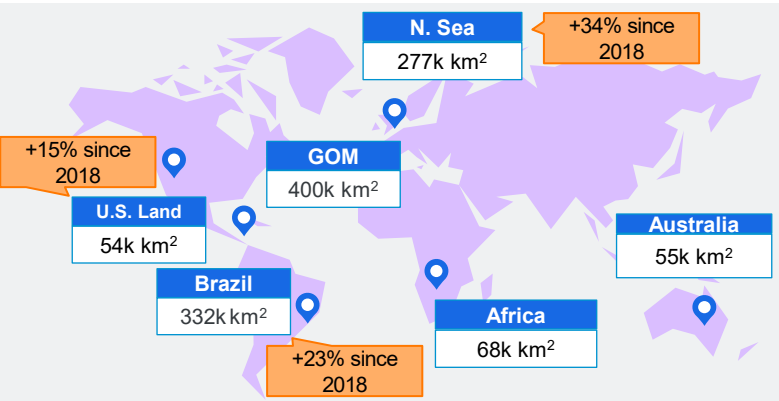 N. Sea
277k km²
+34% since
2018
+15% since
2018
GOM
400k km²
U.S. Land
54k km²
Australia
55k km²
Brazil
332k km²
Africa
68k km²
+23% since
2018